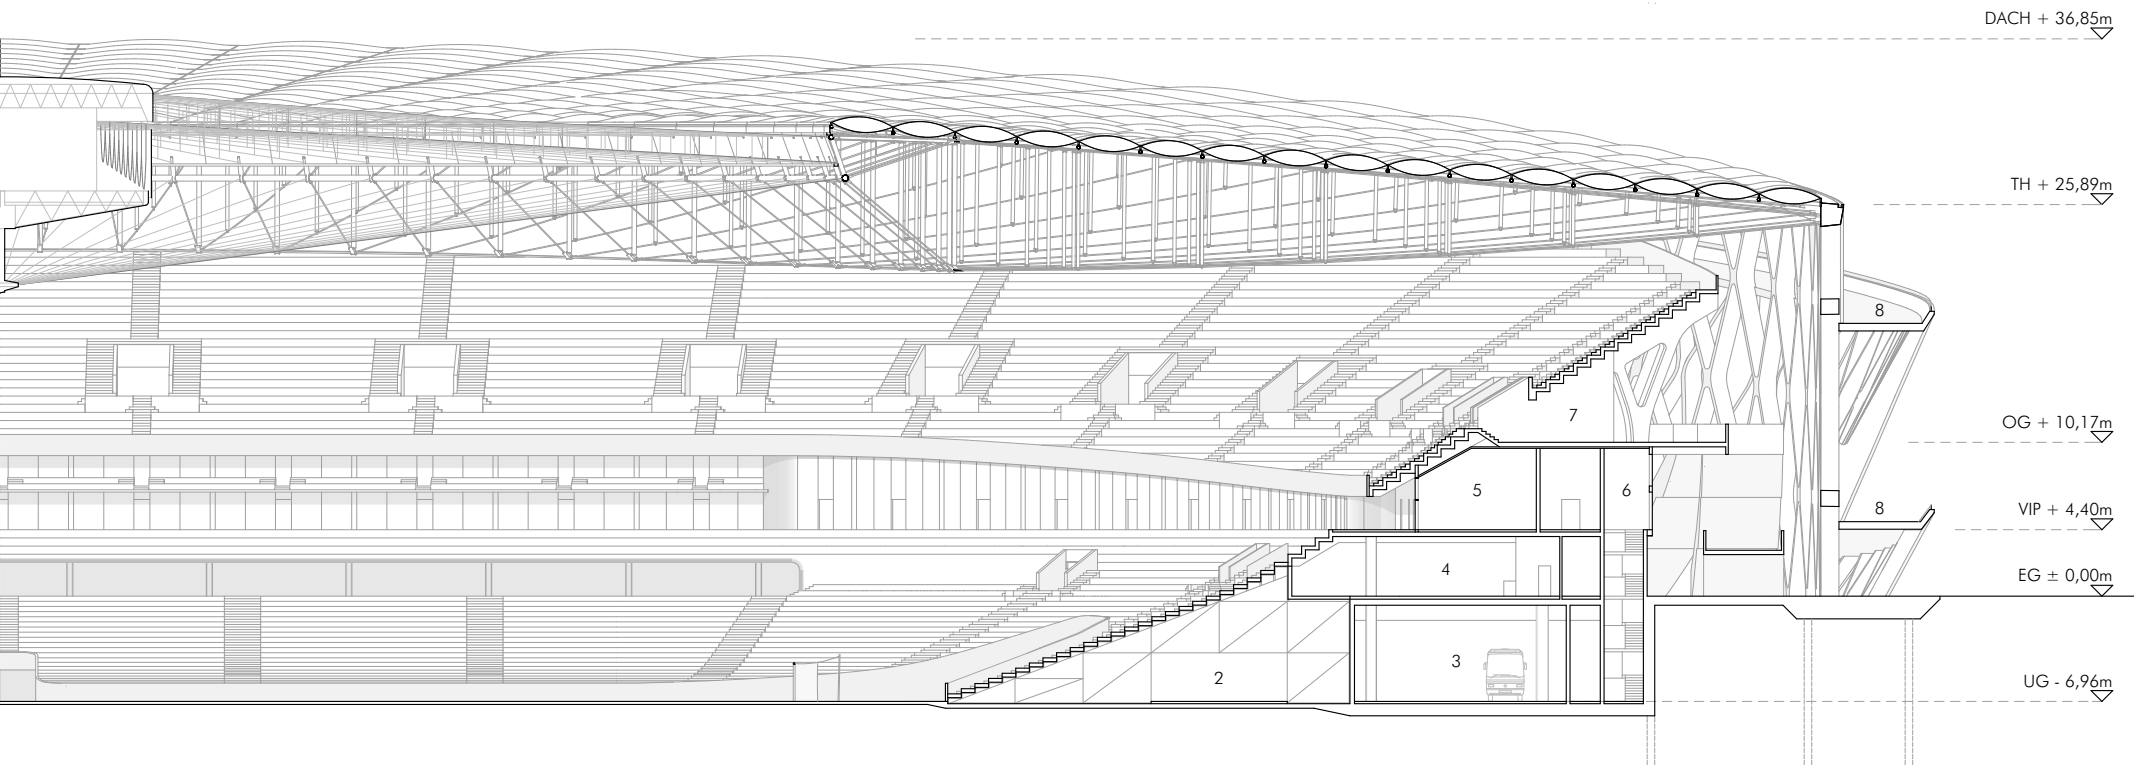 DACH + 36,85m
TH + 25,89m
8
7
OG + 10,17m
5
6
8
VIP + 4,40m
4
EG ± 0,00m
3
2
UG - 6,96m